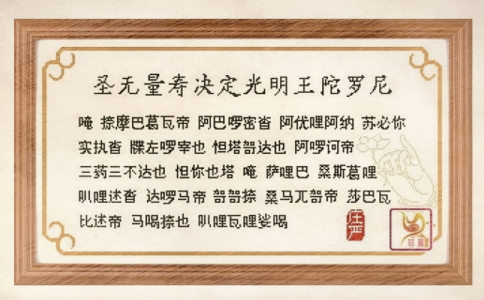 圣无量寿决定光明王陀罗尼
唵 捺摩巴葛瓦帝 阿巴啰密沓 阿优哩阿纳 苏必你
实执沓 牒左啰宰也 怛塔哿达也 阿啰诃帝
三药三不达也 怛你也塔 唵 萨哩巴 桑斯葛哩
叭哩述沓 达啰马帝 哿哿捺 桑马兀哿帝 莎巴瓦
比述帝 马喝捺也 叭哩瓦哩娑喝
庄严